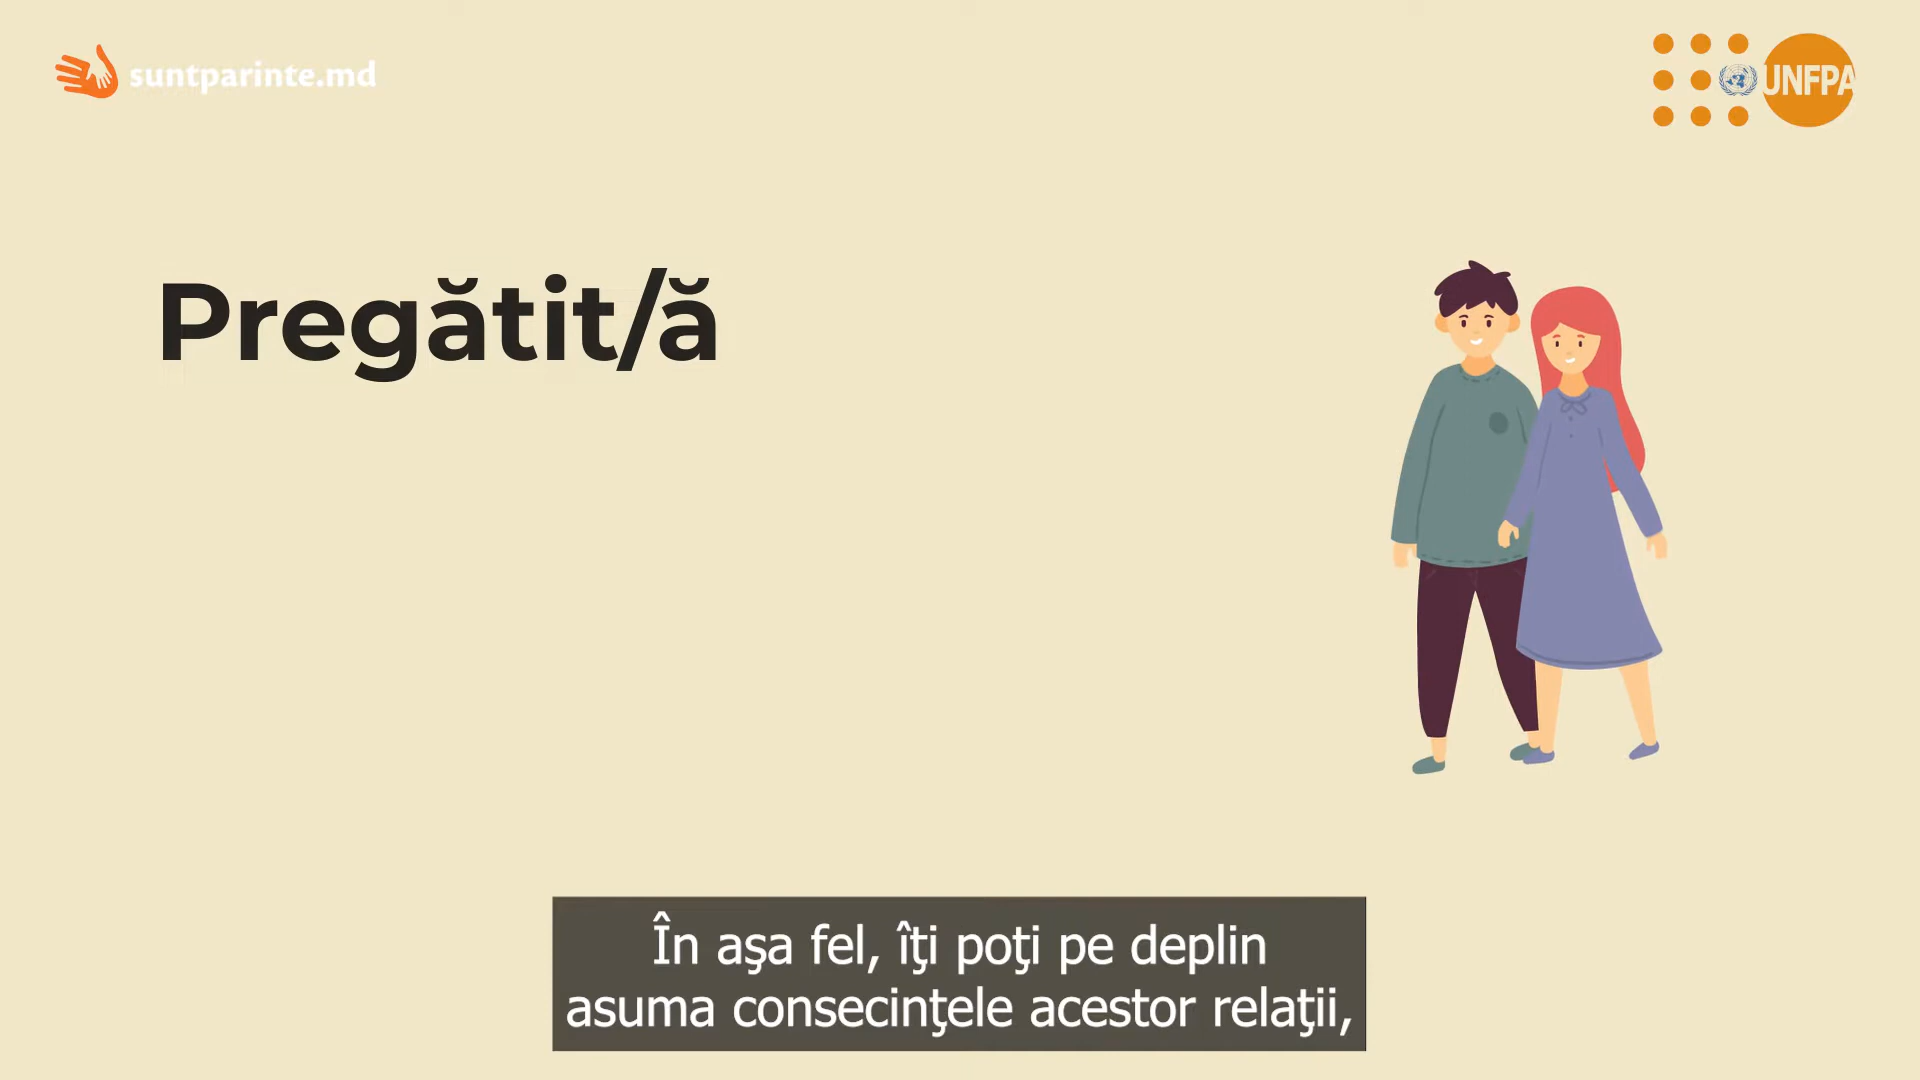 suntparinte.md
UNFPA
Pregătit/ă
În aşa fel, îţi poţi pe deplin
asuma consecinţele acestor relaţii,